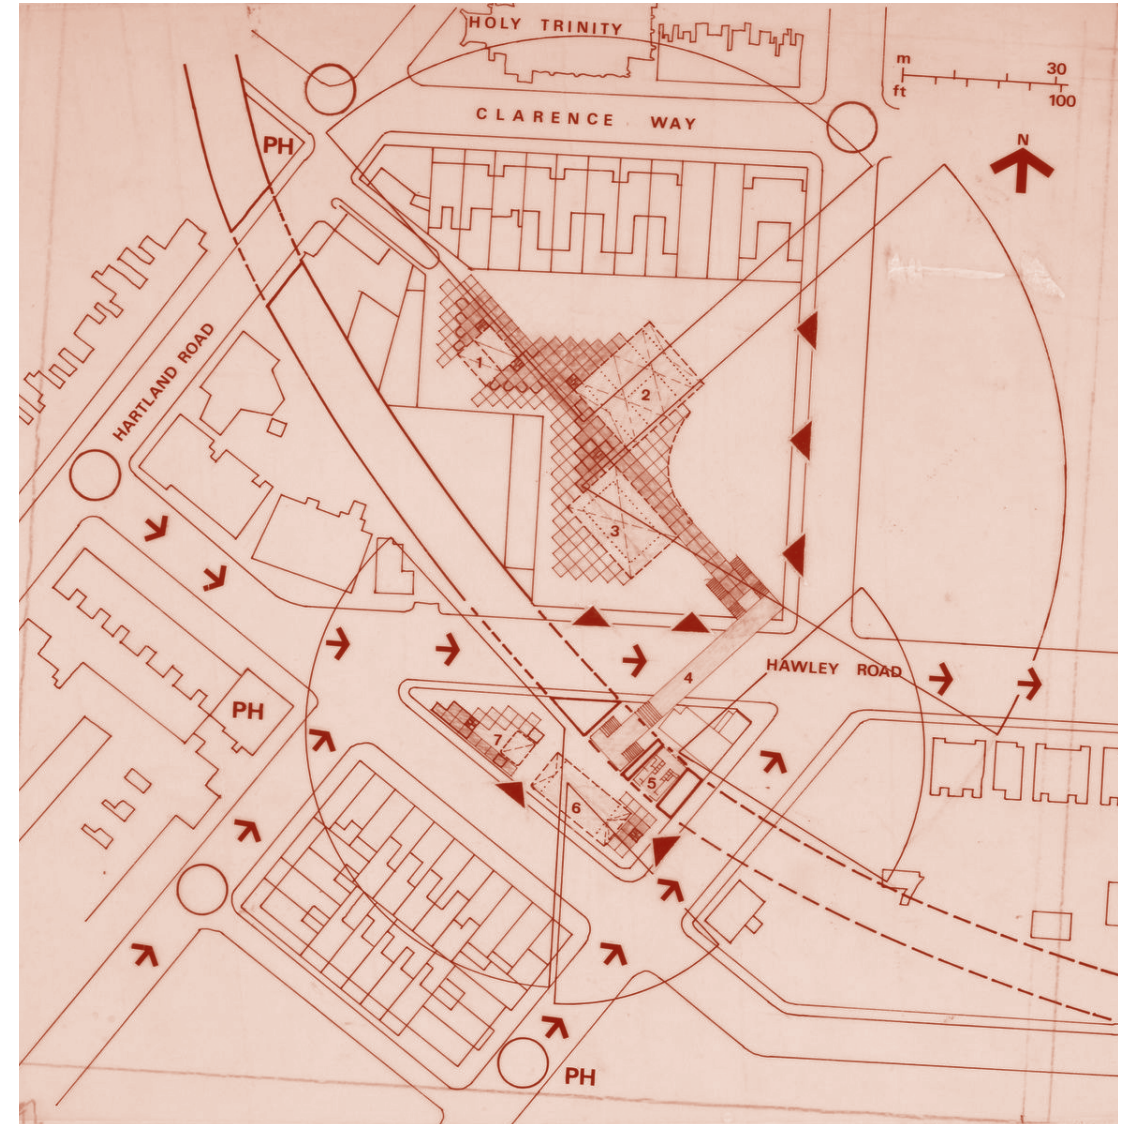 HOLY TRINITY
m
30
ft
100
CLARENCE WAY
N
PH
HARTLAND ROAD
1
2
3
4
HAWLEY ROAD
PH
7
5
6
PH